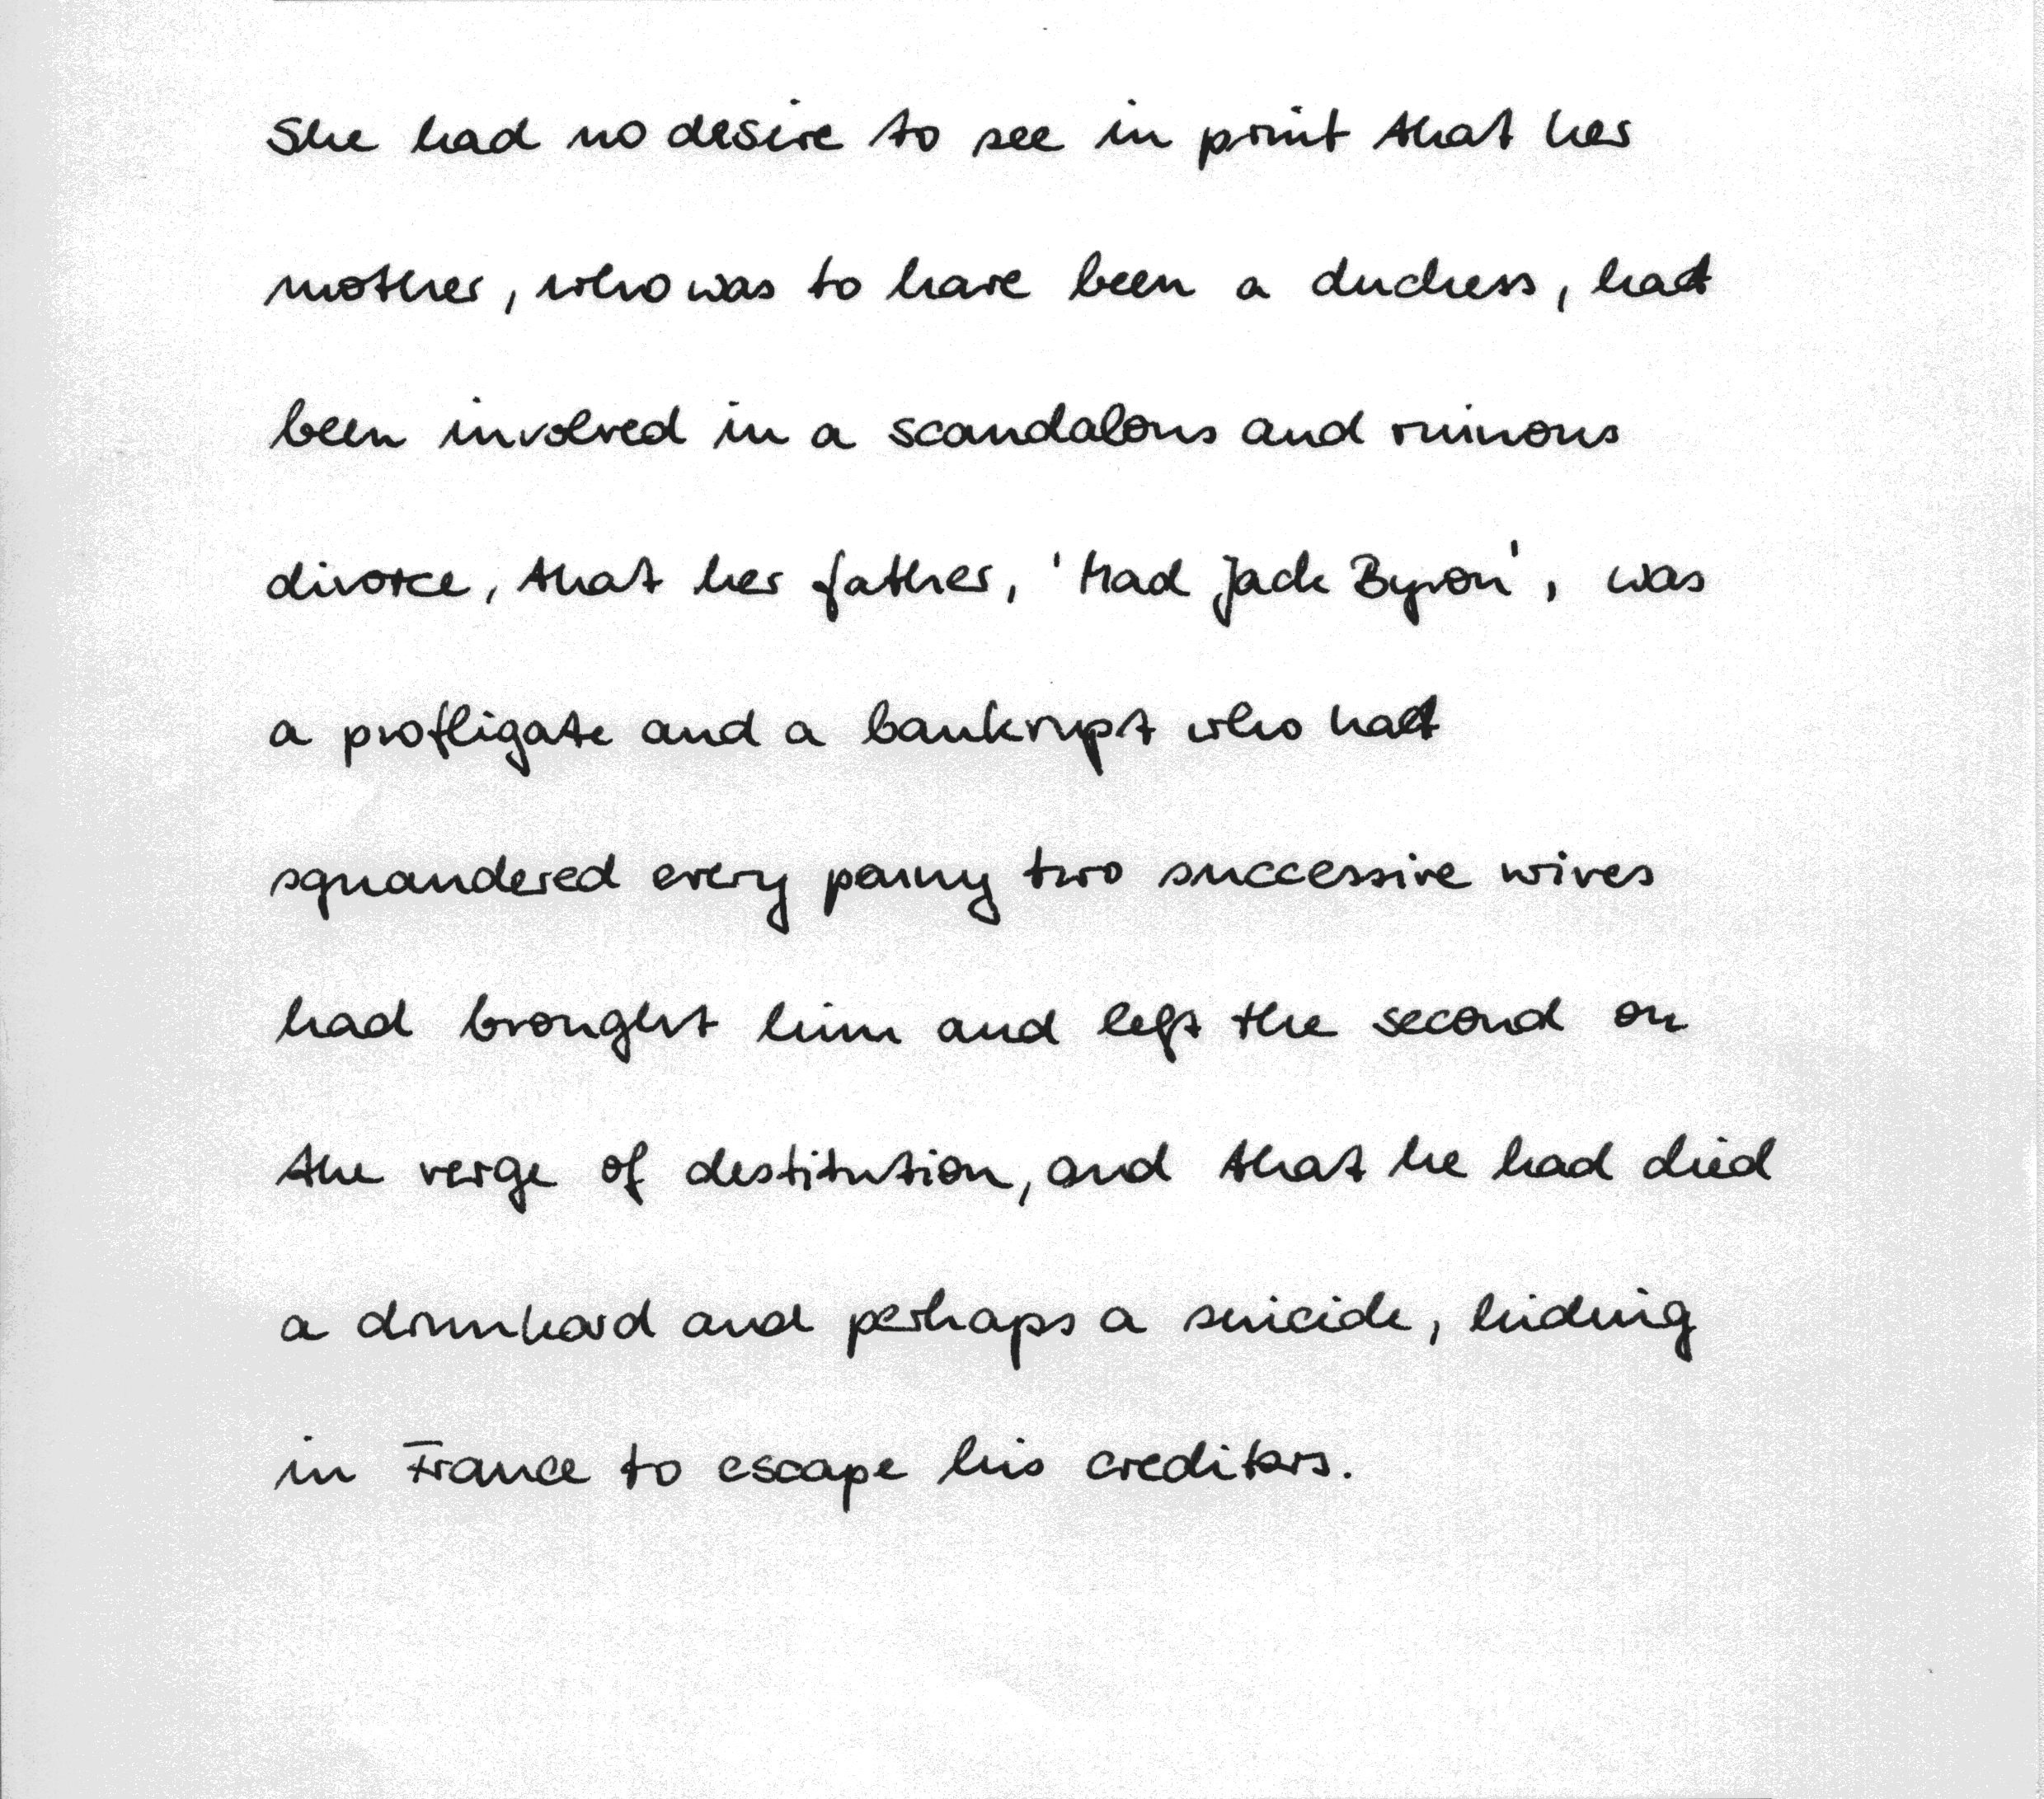 She had no desire to see in print that her
mother, who was to have been a duchess, had
been involved in a scandalous and ruinous
divorce, that her father, 'Mad Jack Byron', was
a profligate and a bankrupt who had
squandered every penny two successive wives
had brought him and left the second on
the verge of destitution, and that he had died
a drunkard and perhaps a suicide, hiding
in France to escape his creditors.